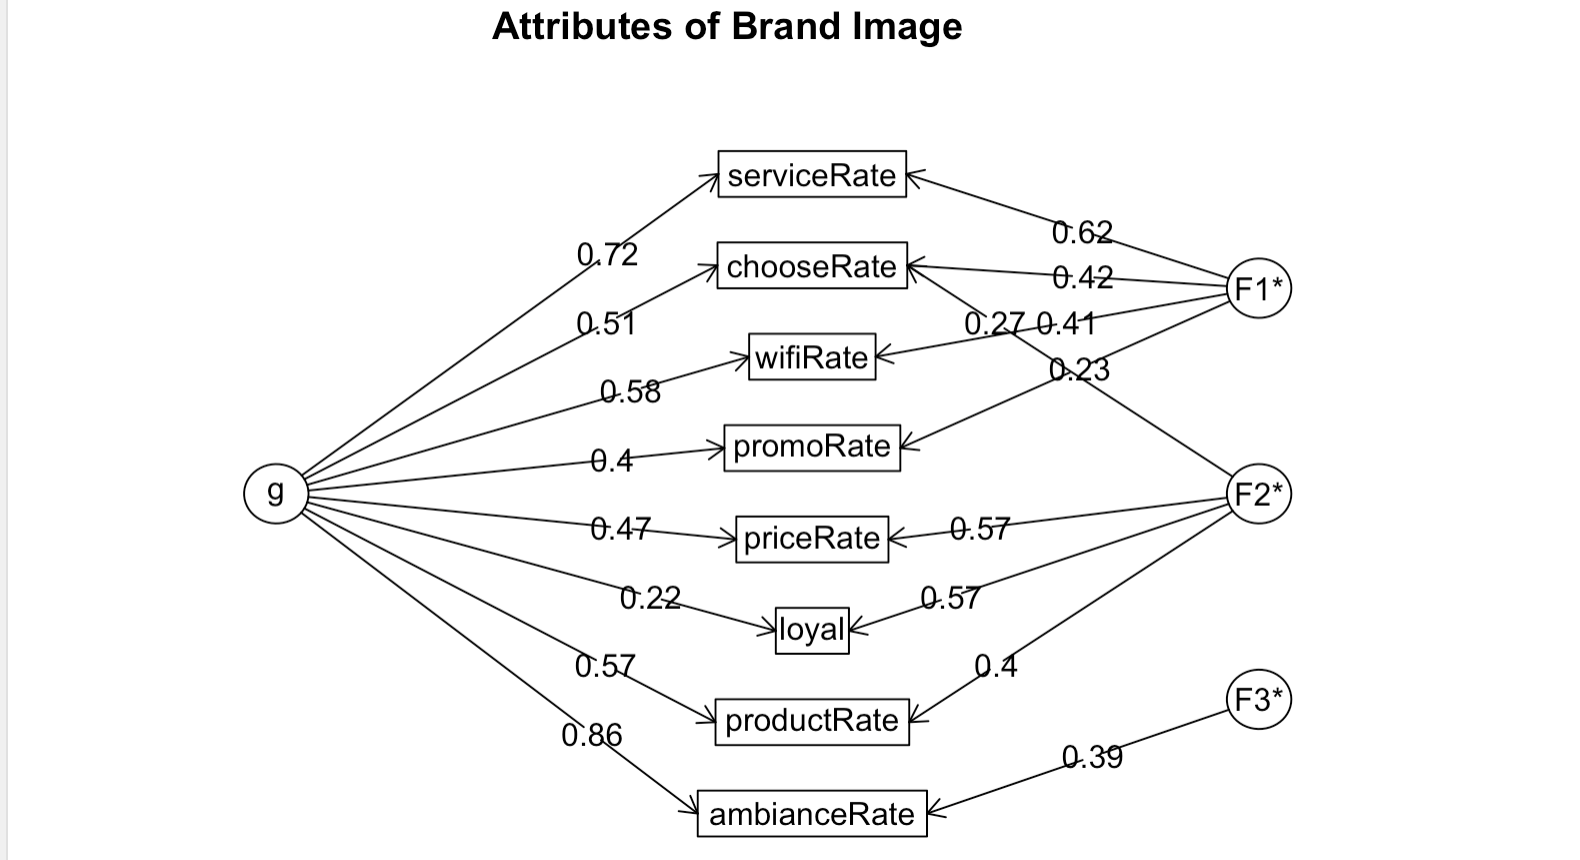 Attributes of Brand Image
serviceRate
0.62
0.72
chooseRate
0.42
F1*
0.51
0.27
0.41
wifiRate
0.23
0.58
promoRate
0.4
g
F2*
0.47
priceRate
0.57
0.22
0.57
loyal
0.57
0.4
F3*
productRate
0.86
0.39
ambianceRate